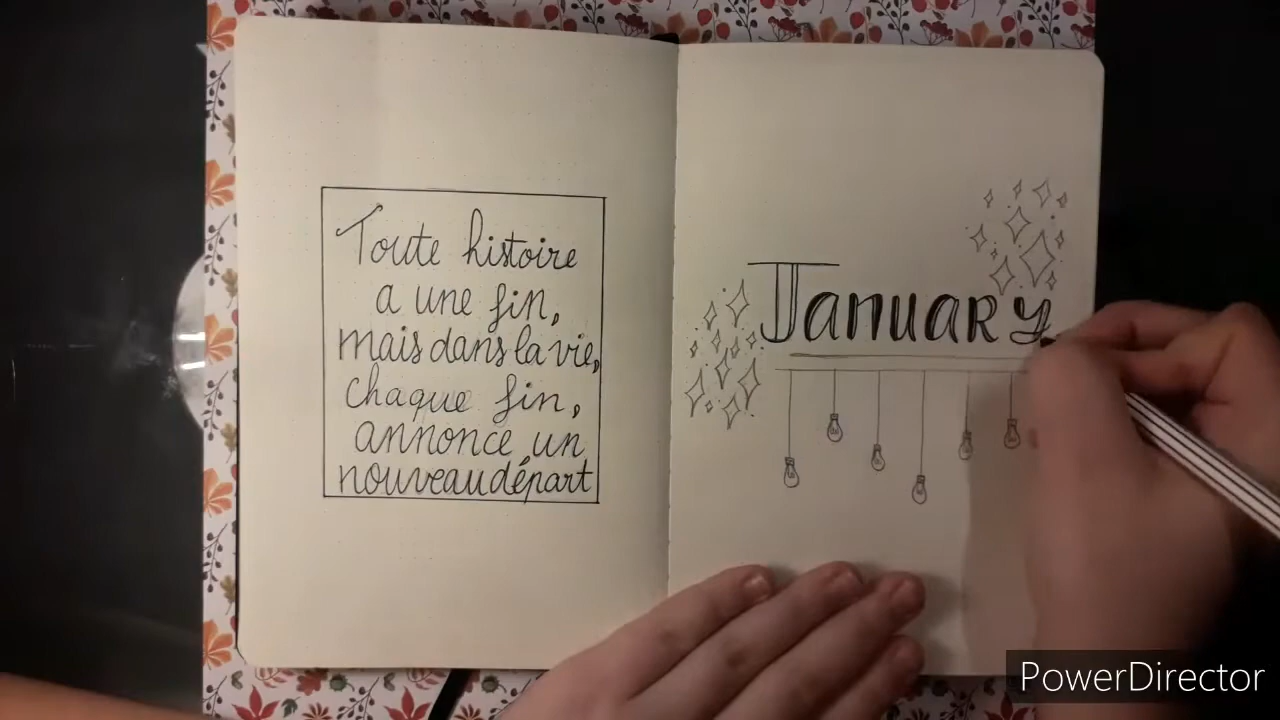 Toute histoire
a une fin,
mais dans la vie,
chaque fin,
annonce un
nouveau départ
January
PowerDirector